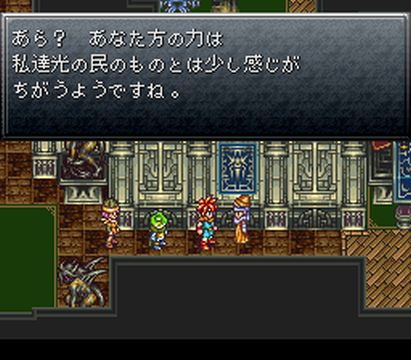 あら？　あなた方の力は
私達光の民のものとは少し感じが
ちがうようですね。